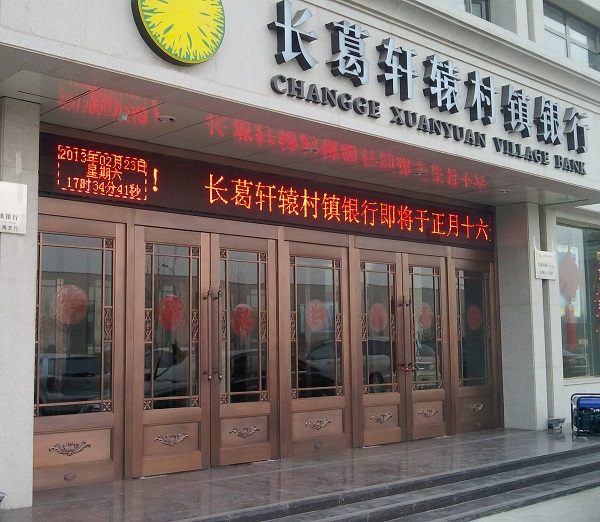 长葛轩辕村镇银行
CHANGGE XUANYUAN VILLAGE BANK
2013年02月23日
星期六
17时34分41秒
!
长葛轩辕村镇银行即将于正月十六